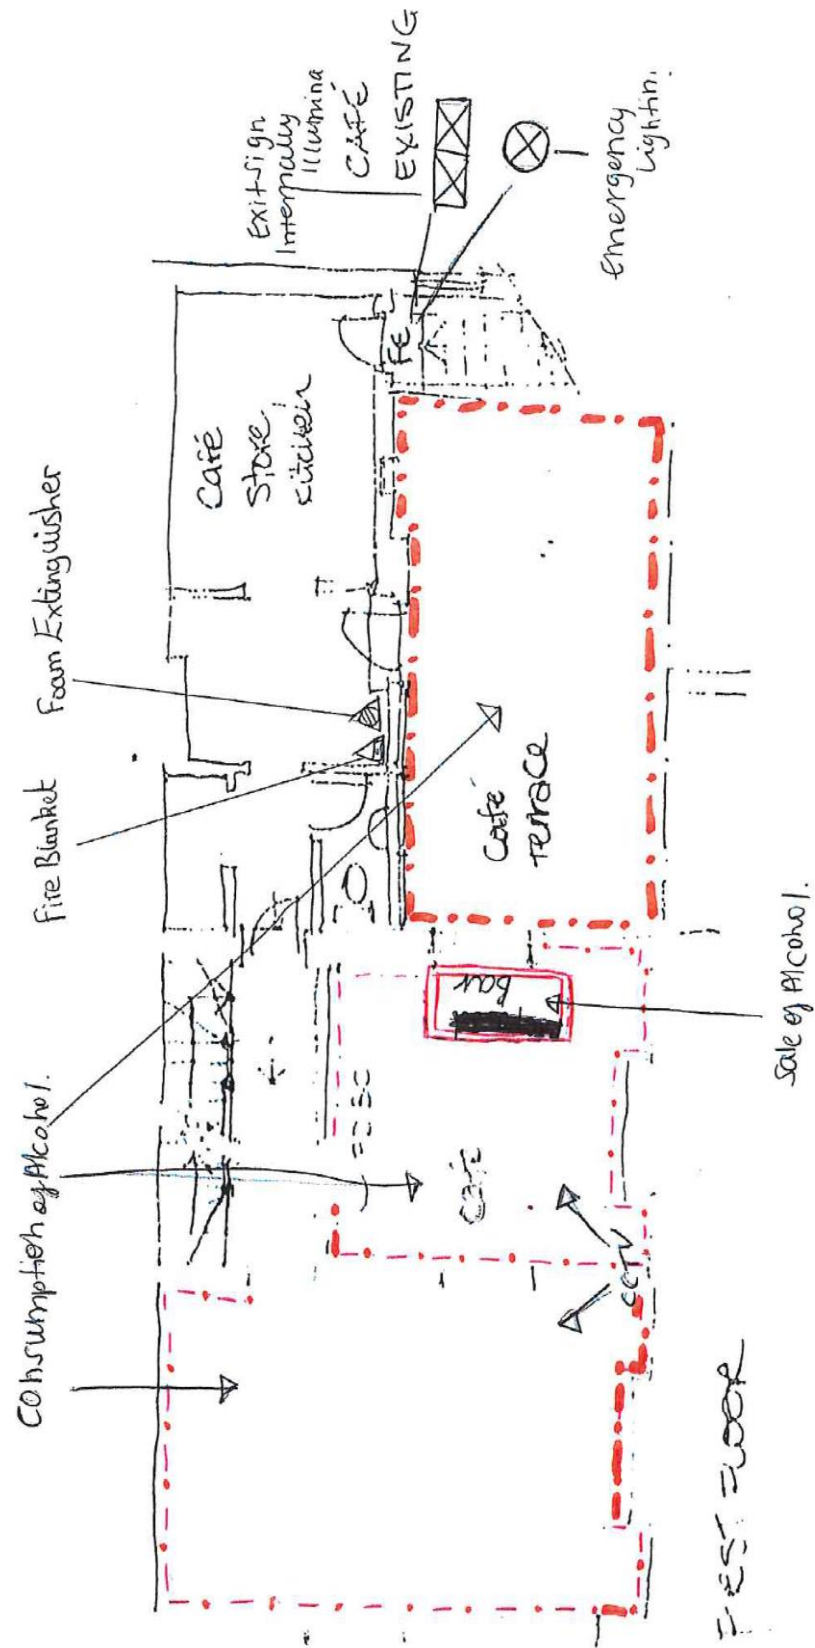 Exit Sign
Internally
Illumina
CAFÉ
EXISTING
Emergency
Lightin.
FE
Café
Store
Kitchen
Foam Extinguisher
Fire Blanket
Café
terrace
Bar
Sale of Alcohol.
Consumption of Alcohol.
Café
CCTV
FIRST FLOOR